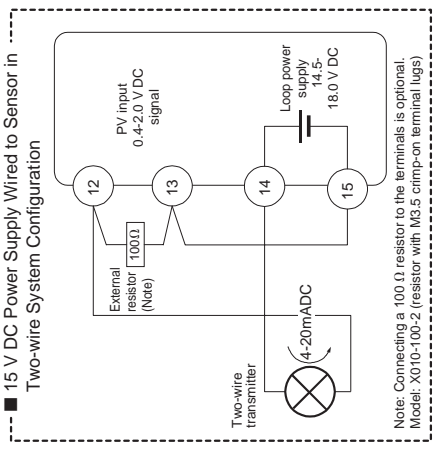 ■ 15 V DC Power Supply Wired to Sensor in
Two-wire System Configuration
12
13
14
15
PV input
0.4-2.0 V DC
signal
Loop power
supply
14.5-
18.0 V DC
External
resistor
(Note)
100Ω
Two-wire
transmitter
4-20mADC
Note: Connecting a 100 Ω resistor to the terminals is optional.
Model: X010-100-2 (resistor with M3.5 crimp-on terminal lugs)